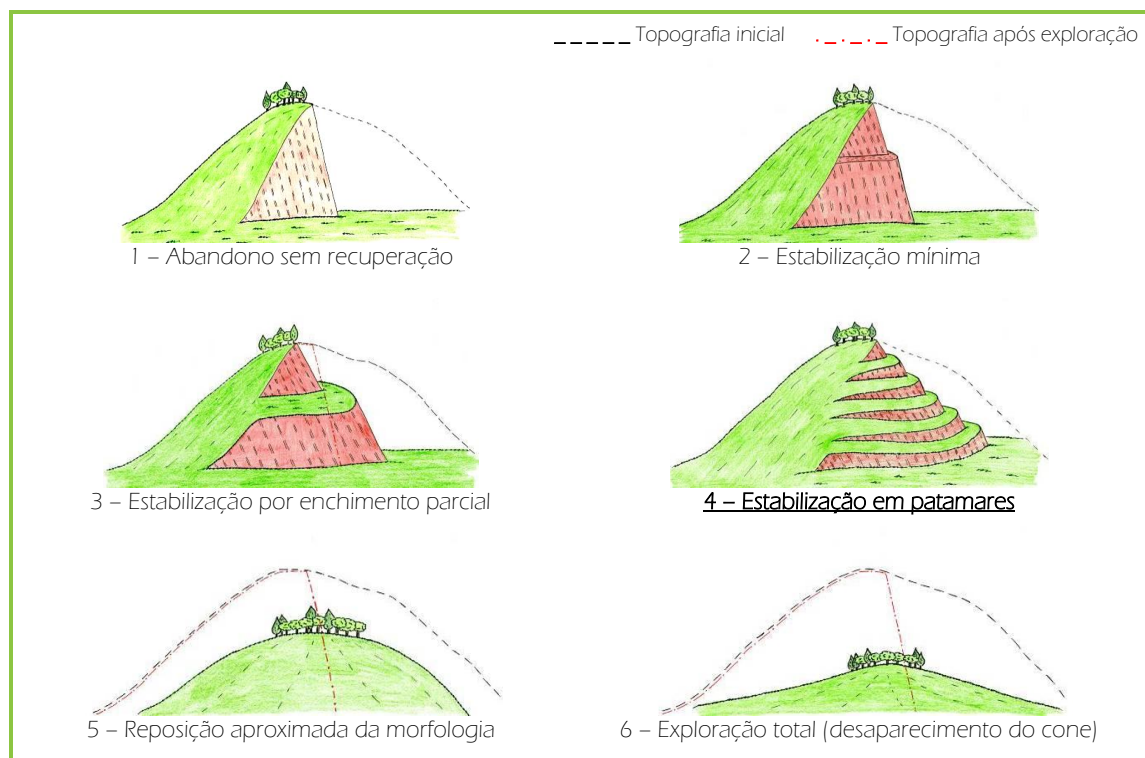 Topografia inicial Topografia após exploração
1 – Abandono sem recuperação
2 – Estabilização mínima
3 – Estabilização por enchimento parcial
4 – Estabilização em patamares
5 – Reposição aproximada da morfologia
6 – Exploração total (desaparecimento do cone)